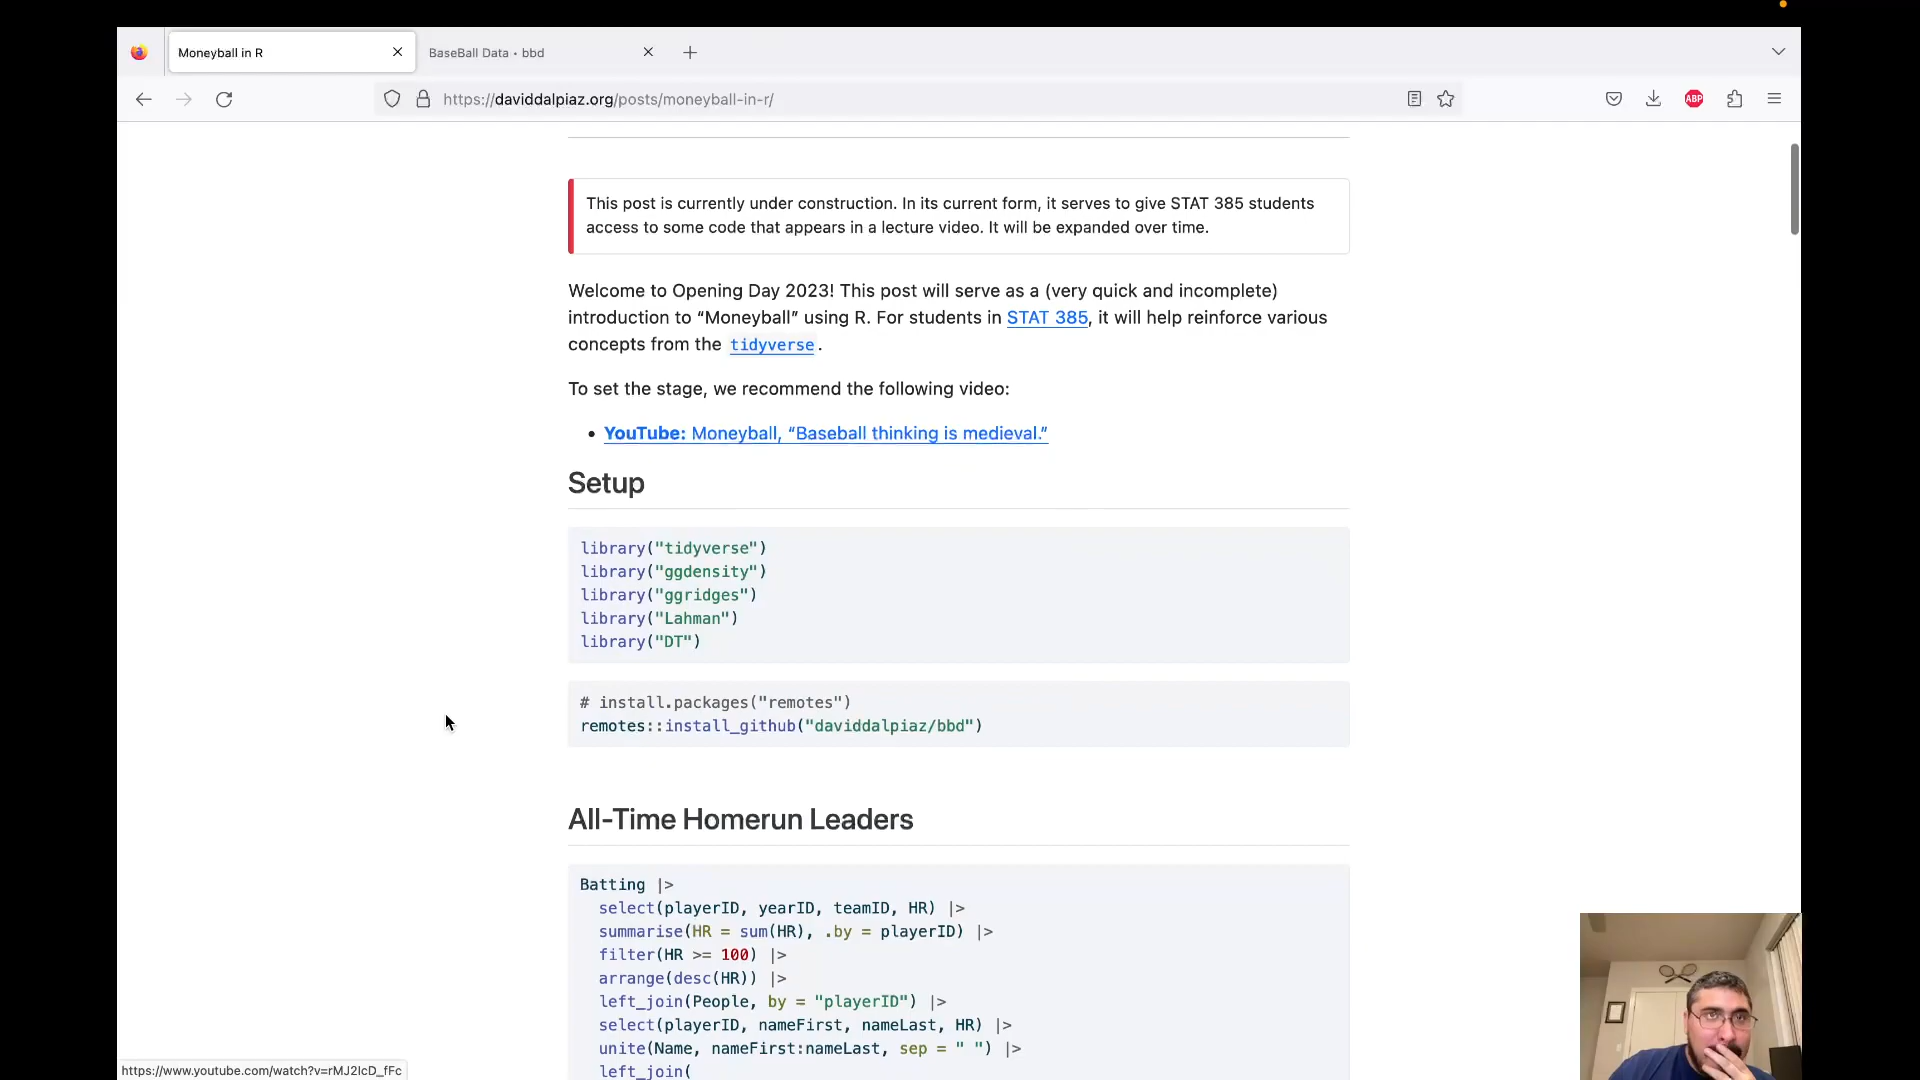 Moneyball in R
BaseBall Data • bbd
https://daviddalpiaz.org/posts/moneyball-in-r/
ABP
This post is currently under construction. In its current form, it serves to give STAT 385 students
access to some code that appears in a lecture video. It will be expanded over time.
Welcome to Opening Day 2023! This post will serve as a (very quick and incomplete)
introduction to “Moneyball” using R. For students in STAT 385, it will help reinforce various
concepts from the tidyverse.
To set the stage, we recommend the following video:
• YouTube: Moneyball, “Baseball thinking is medieval.”
Setup
library("tidyverse")
library("ggdensity")
library("ggridges")
library("Lahman")
library("DT")
# install.packages("remotes")
remotes::install_github("daviddalpiaz/bbd")
All-Time Homerun Leaders
Batting |>
select(playerID, yearID, teamID, HR) |>
summarise(HR = sum(HR), .by = playerID) |>
filter(HR >= 100) |>
arrange(desc(HR)) |>
left_join(People, by = "playerID") |>
select(playerID, nameFirst, nameLast, HR) |>
unite(Name, nameFirst:nameLast, sep = " ") |>
left_join(
https://www.youtube.com/watch?v=rMJ2IcD_fFc